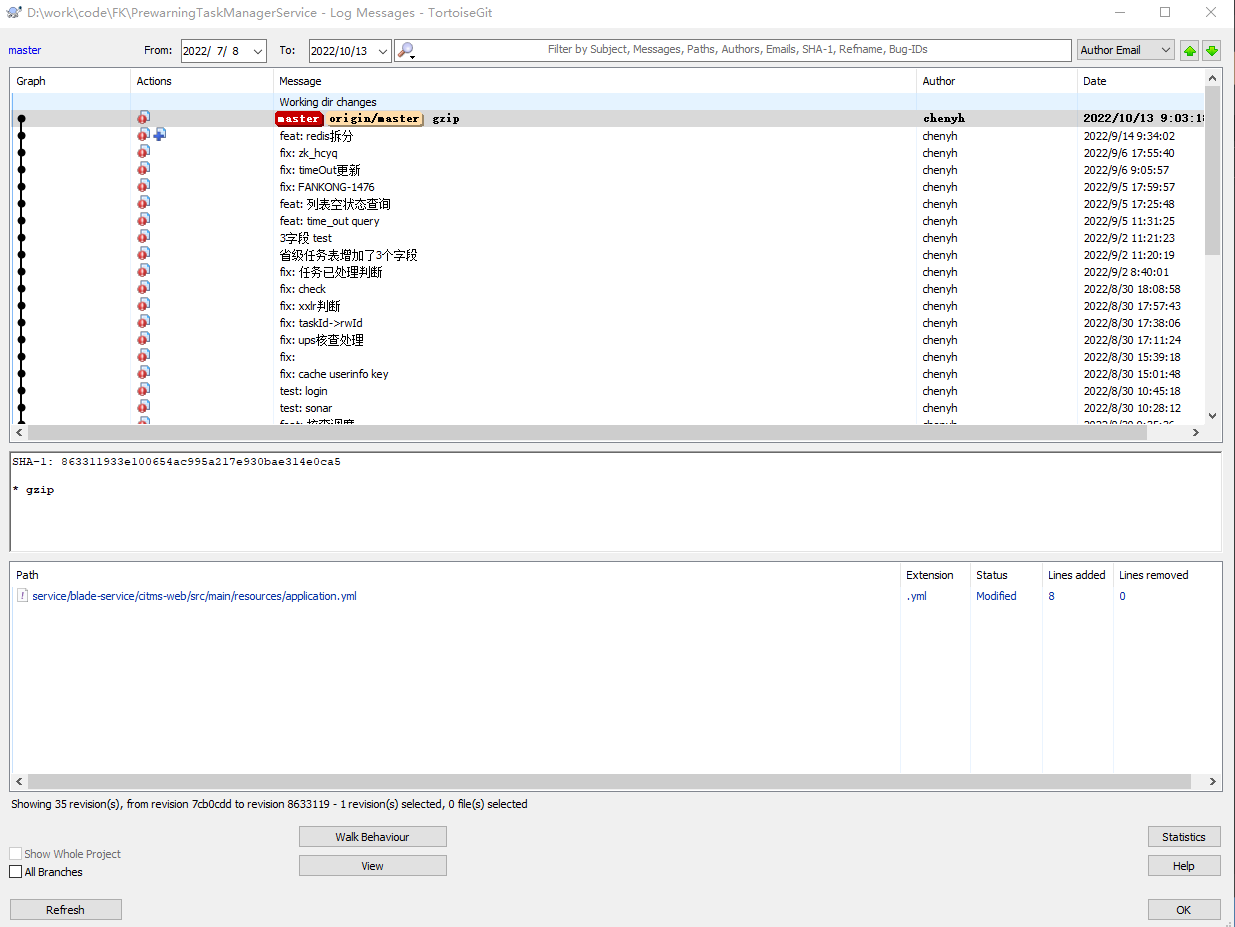 D:\work\code\FK\PrewarningTaskManagerService - Log Messages - TortoiseGit
master From: 2022/ 7/ 8 To: 2022/10/13 Filter by Subject, Messages, Paths, Authors, Emails, SHA-1, Refname, Bug-IDs Author Email
Graph Actions Message Author Date
Working dir changes
master origin/master gzip chenyh 2022/10/13 9:03:18
feat: redis拆分 chenyh 2022/9/14 9:34:02
fix: zk_hcyq chenyh 2022/9/6 17:55:40
fix: timeOut更新 chenyh 2022/9/6 9:05:57
fix: FANKONG-1476 chenyh 2022/9/5 17:59:57
feat: 列表空状态查询 chenyh 2022/9/5 17:25:48
feat: time_out query chenyh 2022/9/5 11:31:25
3字段 test chenyh 2022/9/2 11:21:23
省级任务表增加了3个字段 chenyh 2022/9/2 11:20:19
fix: 任务已处理判断 chenyh 2022/9/2 8:40:01
fix: check chenyh 2022/8/30 18:08:58
fix: xxlr判断 chenyh 2022/8/30 17:57:43
fix: taskId->rwId chenyh 2022/8/30 17:38:06
fix: ups核查处理 chenyh 2022/8/30 17:11:24
fix: chenyh 2022/8/30 15:39:18
fix: cache userinfo key chenyh 2022/8/30 15:01:48
test: login chenyh 2022/8/30 10:45:18
test: sonar chenyh 2022/8/30 10:28:12
SHA-1: 863311933e100654ac995a217e930bae314e0ca5
* gzip
Path Extension Status Lines added Lines removed
service/blade-service/citms-web/src/main/resources/application.yml .yml Modified 8 0
Showing 35 revision(s), from revision 7cb0cdd to revision 8633119 - 1 revision(s) selected, 0 file(s) selected
Walk Behaviour Statistics
Show Whole Project
View Help
All Branches
Refresh OK